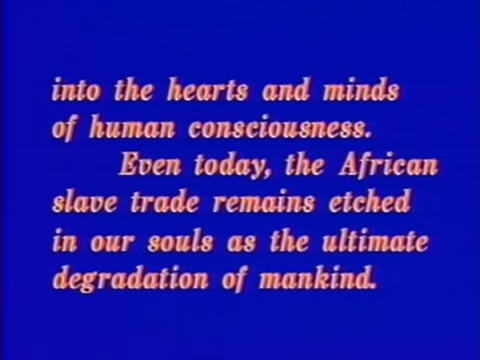 into the hearts and minds
of human consciousness.
Even today, the African
slave trade remains etched
in our souls as the ultimate
degradation of mankind.